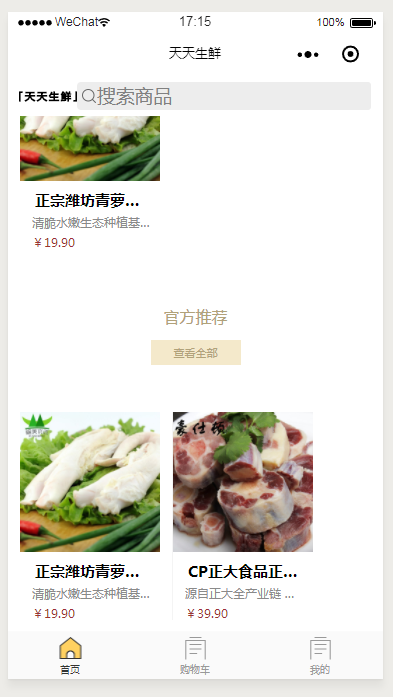 WeChat 17:15 100%
天天生鲜
「天天生鲜」 搜索商品
正宗潍坊青萝...
清脆水嫩生态种植基...
¥19.90
官方推荐
查看全部
豪仕顿
正宗潍坊青萝... CP正大食品正...
清脆水嫩生态种植基... 源自正大全产业链 ...
¥19.90 ¥39.90
首页 购物车 我的